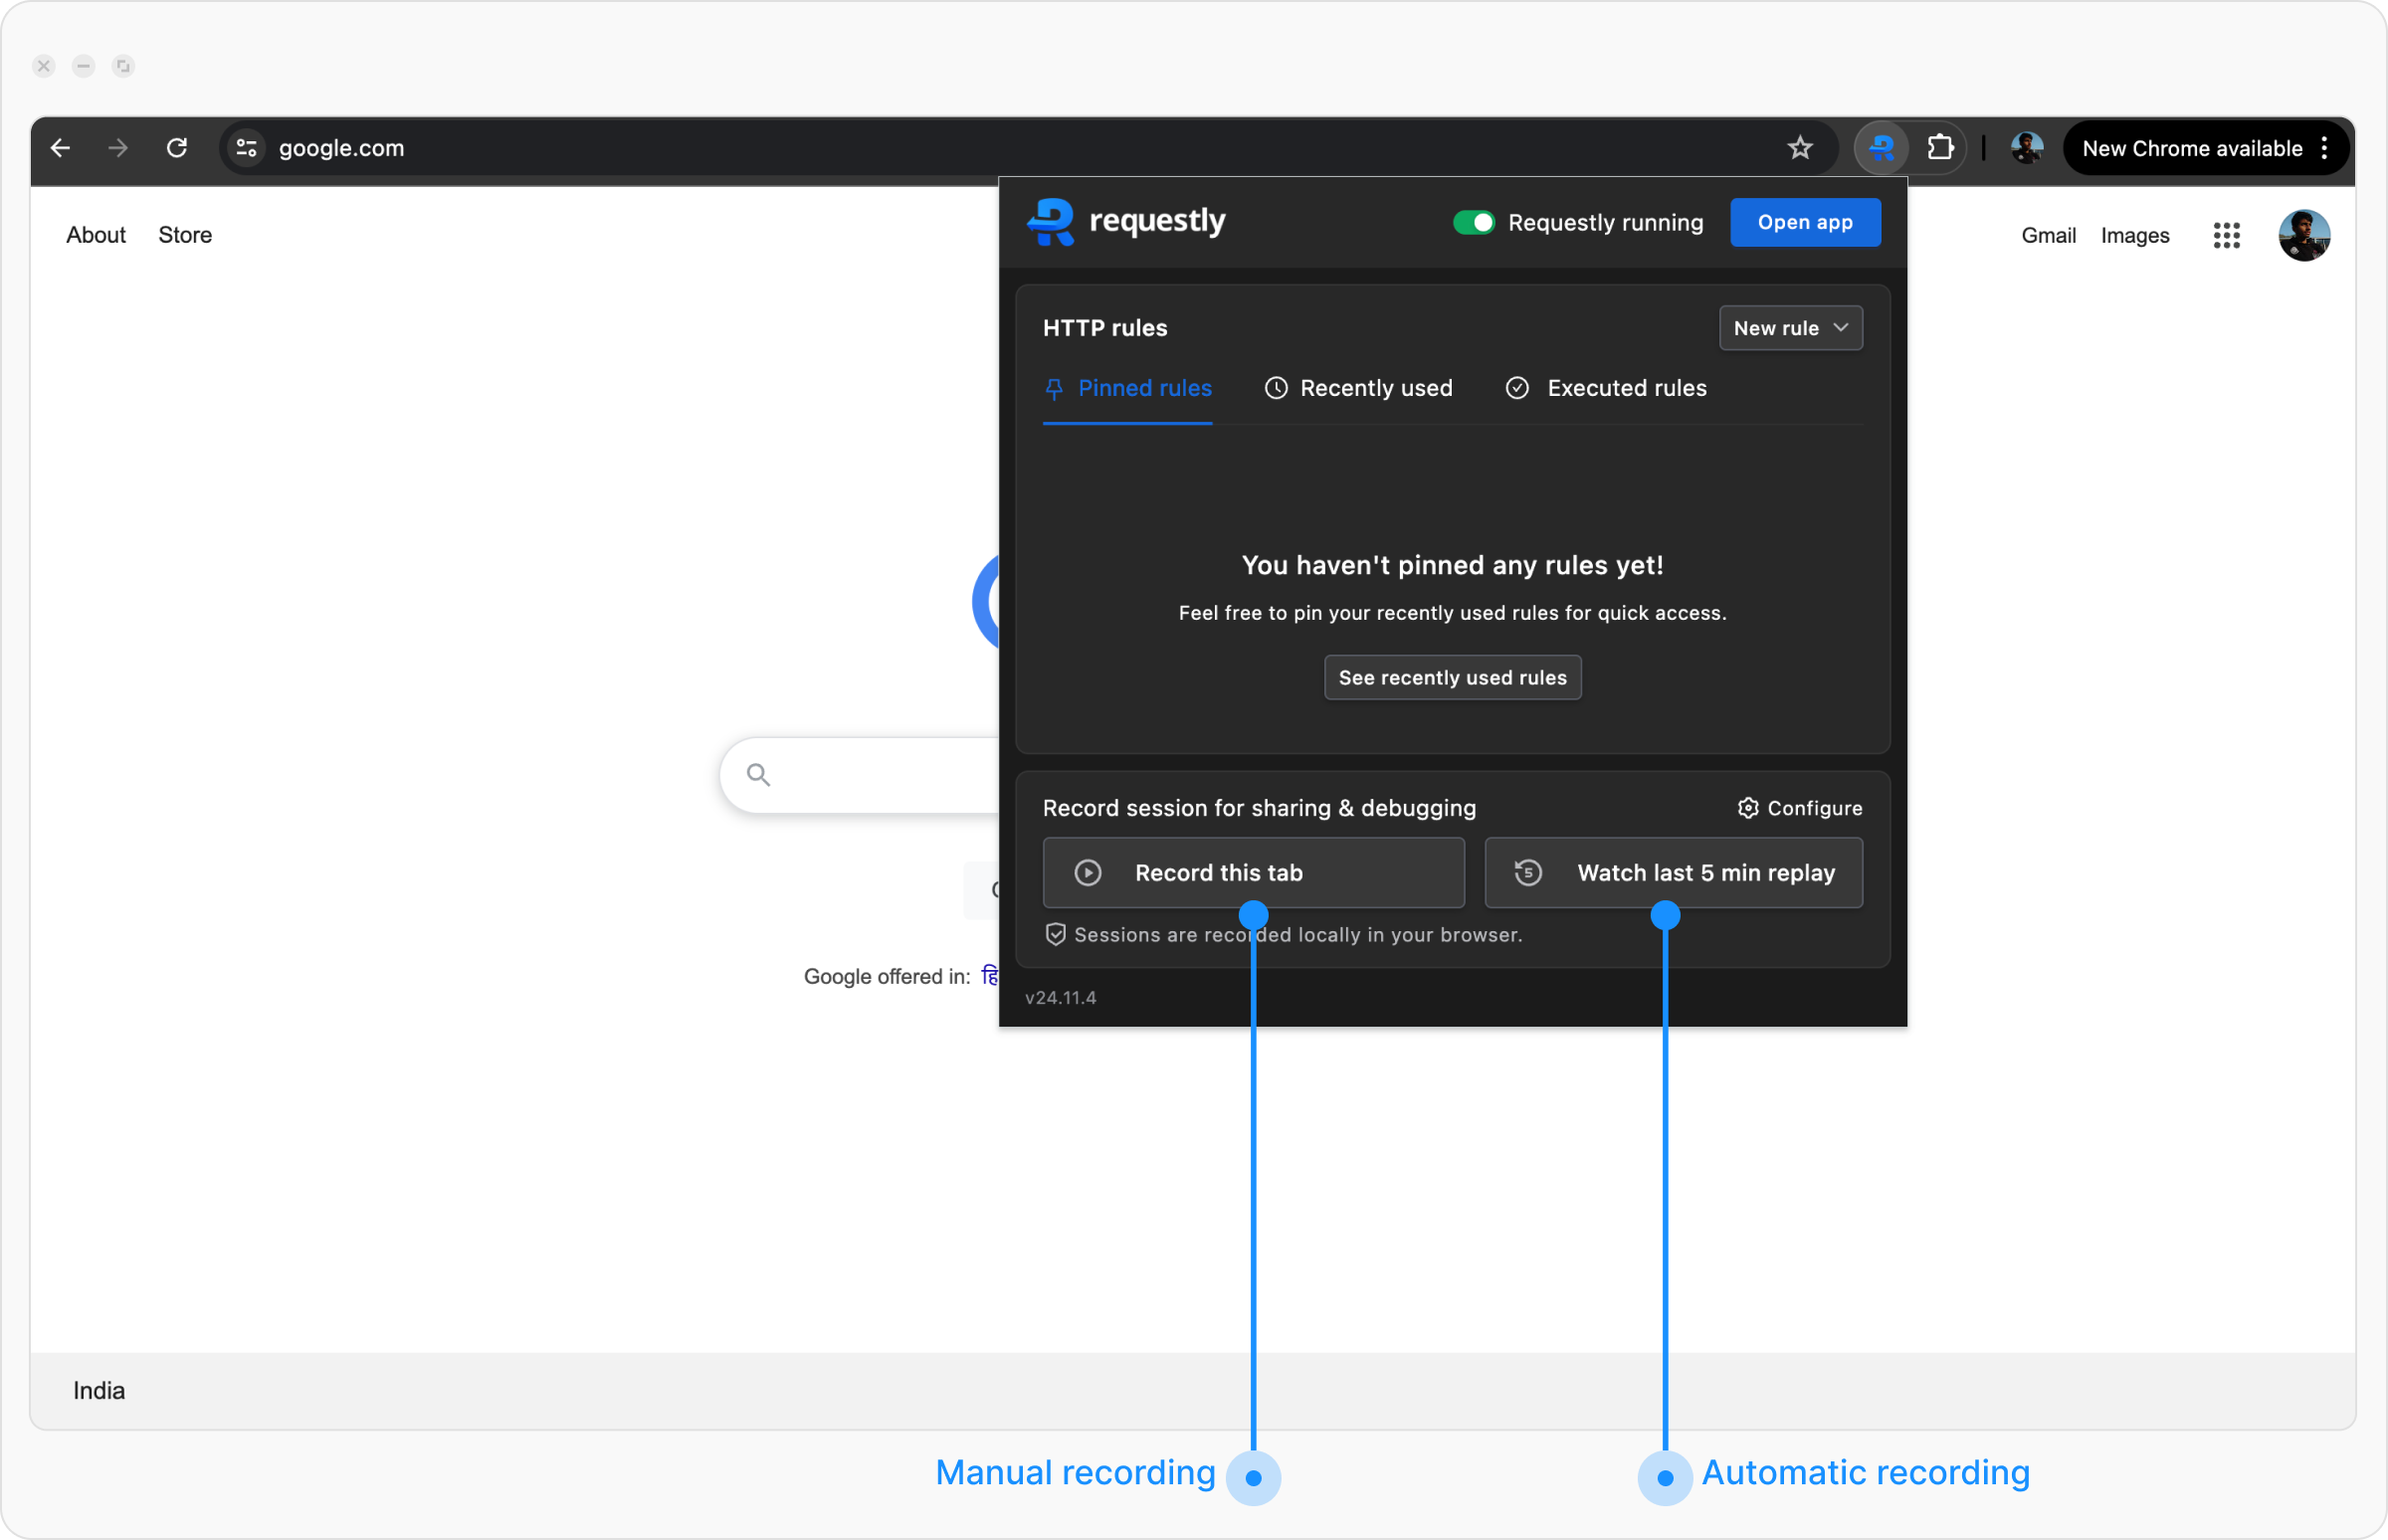 google.com
New Chrome available
About Store
Gmail Images
requestly
Requestly running
Open app
HTTP rules
New rule
Pinned rules
Recently used
Executed rules
You haven't pinned any rules yet!
Feel free to pin your recently used rules for quick access.
See recently used rules
Record session for sharing & debugging
Configure
Record this tab
5
Watch last 5 min replay
Sessions are recorded locally in your browser.
Google offered in: हि
v24.11.4
India
Manual recording
Automatic recording